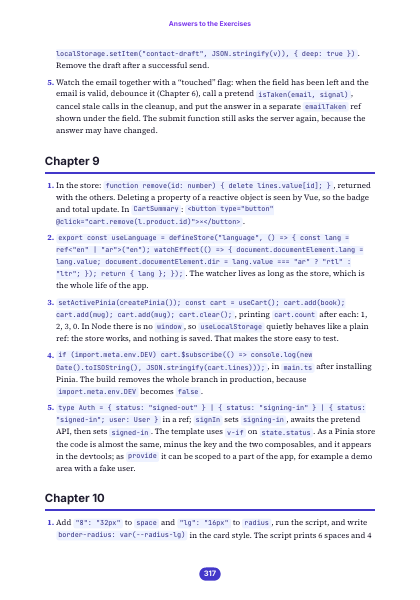 Answers to the Exercises
localStorage.setItem("contact-draft", JSON.stringify(v)), { deep: true }).
Remove the draft after a successful send.
5. Watch the email together with a “touched” flag: when the field has been left and the
email is valid, debounce it (Chapter 6), call a pretend isTaken(email, signal),
cancel stale calls in the cleanup, and put the answer in a separate emailTaken ref
shown under the field. The submit function still asks the server again, because the
answer may have changed.
Chapter 9
1. In the store: function remove(id: number) { delete lines.value[id]; }, returned
with the others. Deleting a property of a reactive object is seen by Vue, so the badge
and total update. In CartSummary: <button type="button"
@click="cart.remove(l.product.id)">×</button>.
2. export const useLanguage = defineStore("language", () => { const lang =
ref<"en" | "ar">("en"); watchEffect(() => { document.documentElement.lang =
lang.value; document.documentElement.dir = lang.value === "ar" ? "rtl" :
"ltr"; }); return { lang }; });. The watcher lives as long as the store, which is
the whole life of the app.
3. setActivePinia(createPinia()); const cart = useCart(); cart.add(book);
cart.add(mug); cart.add(mug); cart.clear();, printing cart.count after each: 1,
2, 3, 0. In Node there is no window, so useLocalStorage quietly behaves like a plain
ref: the store works, and nothing is saved. That makes the store easy to test.
4. if (import.meta.env.DEV) cart.$subscribe(() => console.log(new
Date().toISOString(), JSON.stringify(cart.lines)));, in main.ts after installing
Pinia. The build removes the whole branch in production, because
import.meta.env.DEV becomes false.
5. type Auth = { status: "signed-out" } | { status: "signing-in" } | { status:
"signed-in"; user: User } in a ref; signIn sets signing-in, awaits the pretend
API, then sets signed-in. The template uses v-if on state.status. As a Pinia store
the code is almost the same, minus the key and the two composables, and it appears
in the devtools; as provide it can be scoped to a part of the app, for example a demo
area with a fake user.
Chapter 10
1. Add "8": "32px" to space and "lg": "16px" to radius, run the script, and write
border-radius: var(--radius-lg) in the card style. The script prints 6 spaces and 4
317